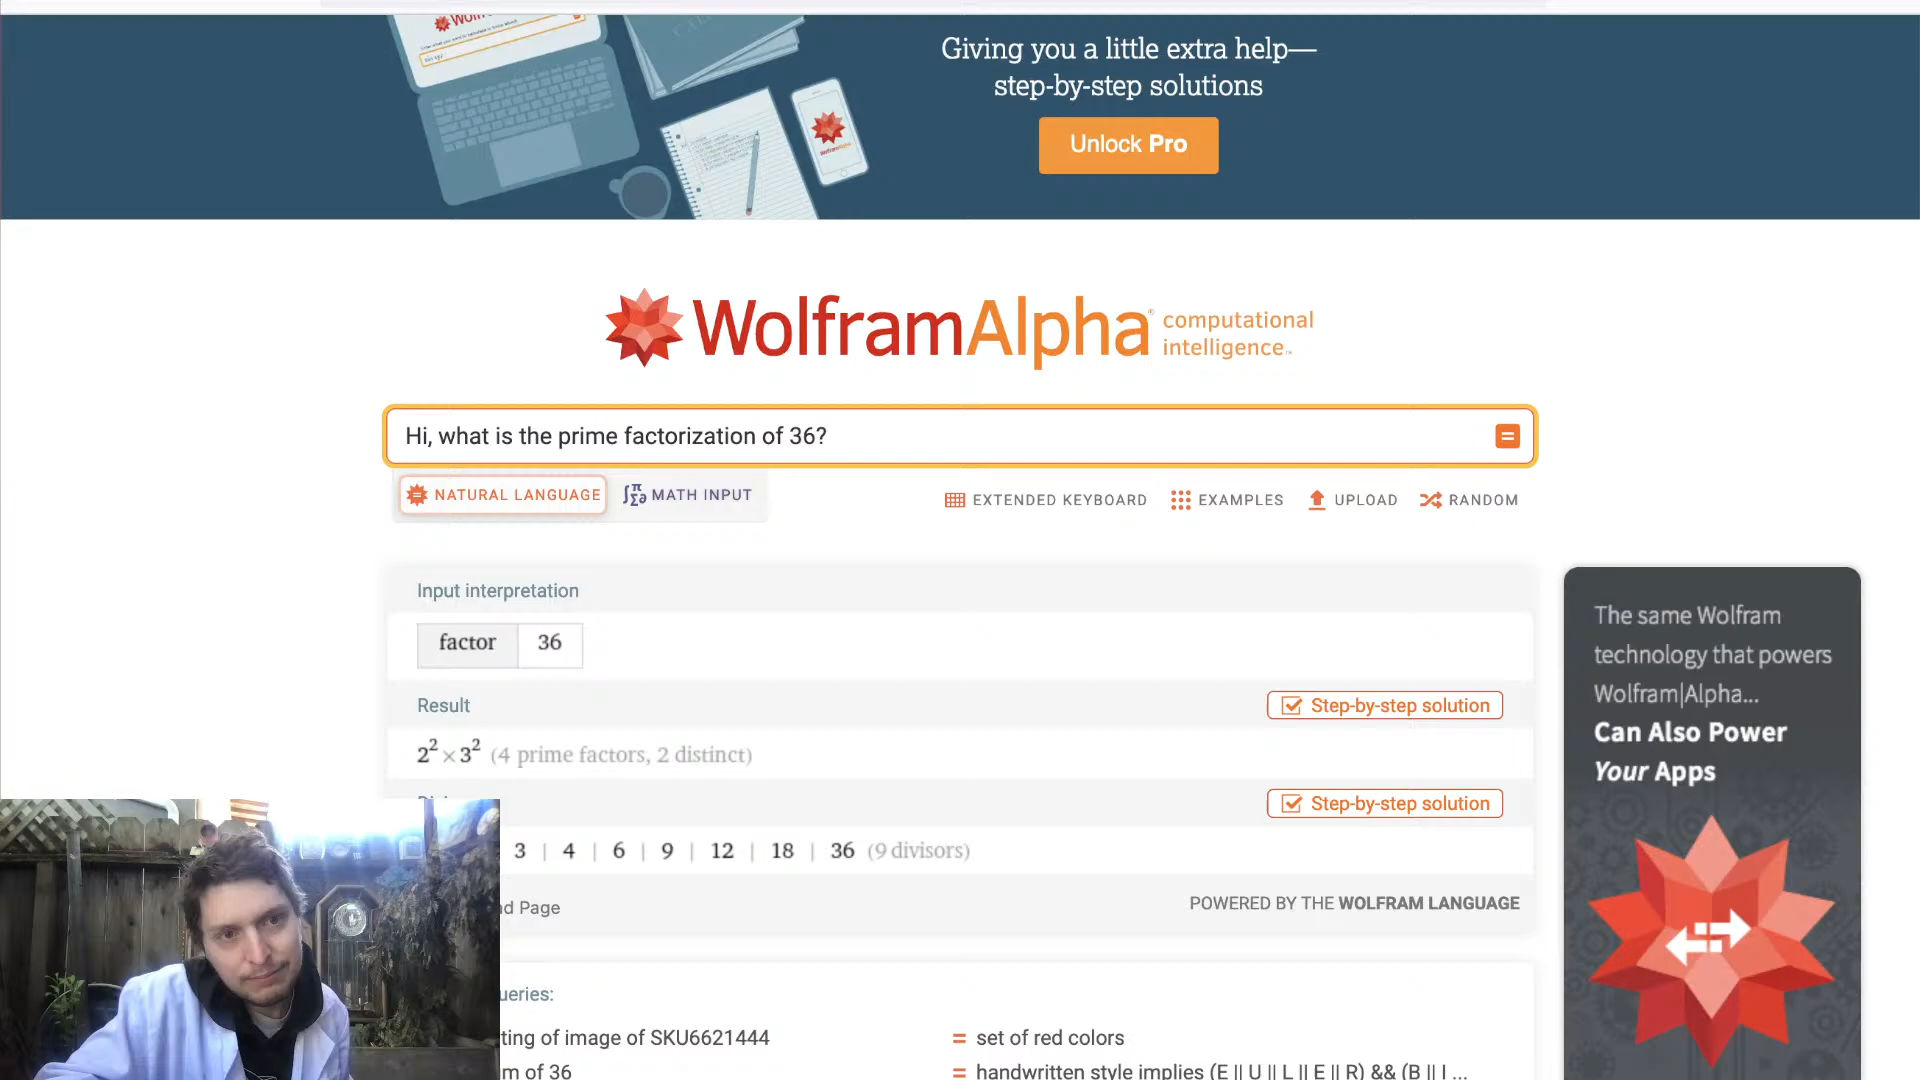 Giving you a little extra help—
step-by-step solutions
Unlock Pro
WolframAlpha computational
intelligence™
Hi, what is the prime factorization of 36?
NATURAL LANGUAGE
MATH INPUT
EXTENDED KEYBOARD
EXAMPLES
UPLOAD
RANDOM
Input interpretation
factor 36
Result
Step-by-step solution
2² × 3² (4 prime factors, 2 distinct)
Step-by-step solution
3 | 4 | 6 | 9 | 12 | 18 | 36 (9 divisors)
d Page
POWERED BY THE WOLFRAM LANGUAGE
ueries:
ting of image of SKU6621444
= set of red colors
m of 36
= handwritten style implies (E || U || L || E || R) && (B || I ...
The same Wolfram
technology that powers
Wolfram|Alpha...
Can Also Power
Your Apps